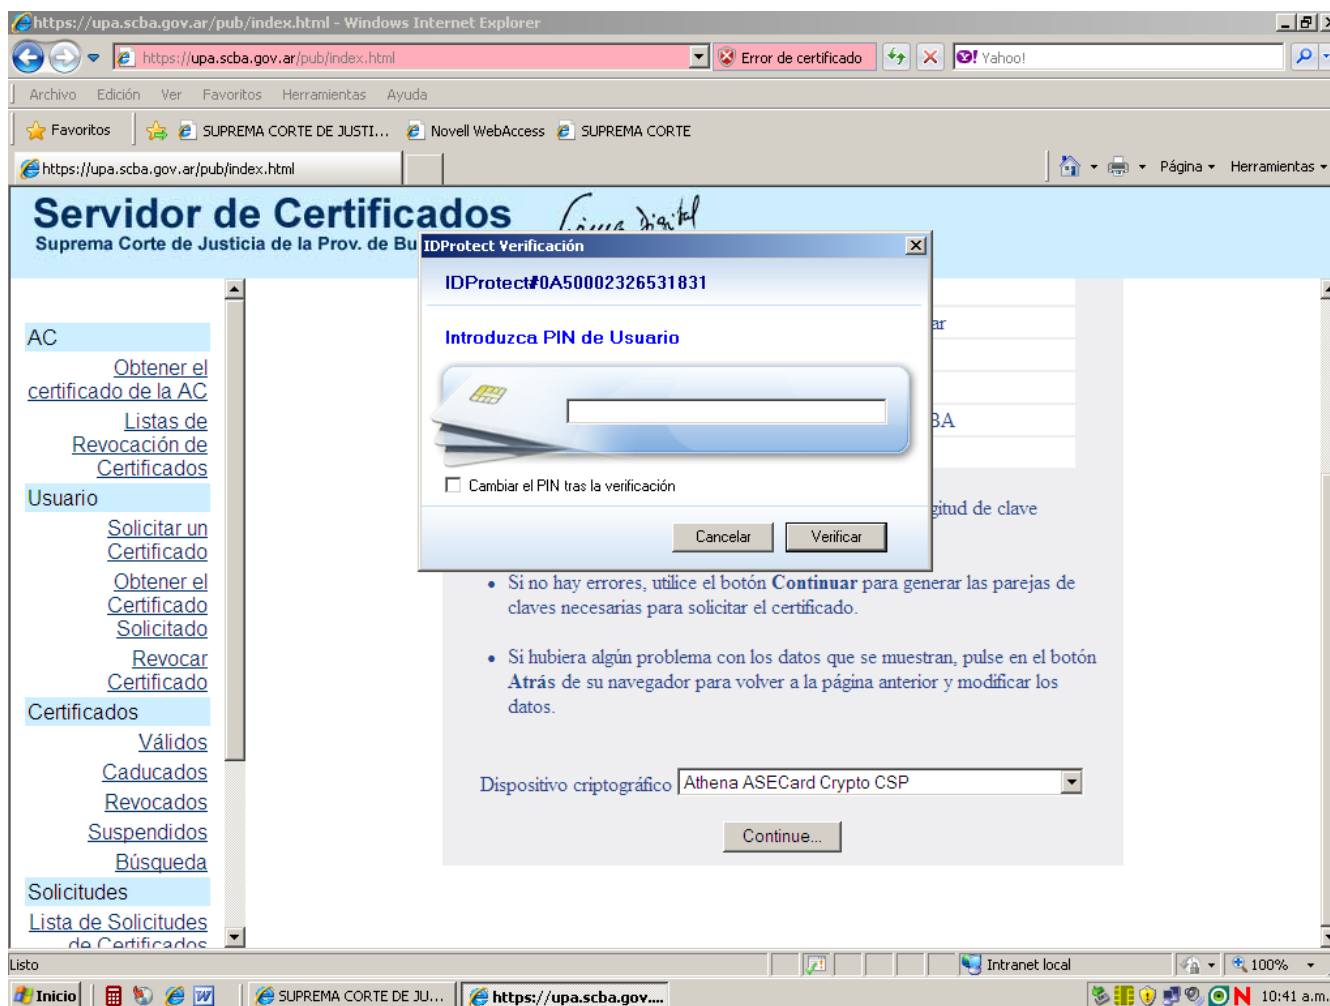 https://upa.scba.gov.ar/pub/index.html - Windows Internet Explorer
https://upa.scba.gov.ar/pub/index.html
Error de certificado
Yahoo!
Archivo Edición Ver Favoritos Herramientas Ayuda
Favoritos SUPREMA CORTE DE JUSTI... Novell WebAccess SUPREMA CORTE
https://upa.scba.gov.ar/pub/index.html
Página Herramientas
Servidor de Certificados
Firma Digital
Suprema Corte de Justicia de la Prov. de Bu
IDProtect Verificación
IDProtect#0A50002326531831
Introduzca PIN de Usuario
Cambiar el PIN tras la verificación
Cancelar Verificar
AC
Obtener el
certificado de la AC
Listas de
Revocación de
Certificados
Usuario
Solicitar un
Certificado
Obtener el
Certificado
Solicitado
Revocar
Certificado
Certificados
Válidos
Caducados
Revocados
Suspendidos
Búsqueda
Solicitudes
Lista de Solicitudes
de Certificados
ar
BA
gitud de clave
• Si no hay errores, utilice el botón Continuar para generar las parejas de
claves necesarias para solicitar el certificado.
• Si hubiera algún problema con los datos que se muestran, pulse en el botón
Atrás de su navegador para volver a la página anterior y modificar los
datos.
Dispositivo criptográfico Athena ASECard Crypto CSP
Continue...
Listo
Intranet local
100%
Inicio
SUPREMA CORTE DE JU...
https://upa.scba.gov....
10:41 a.m.